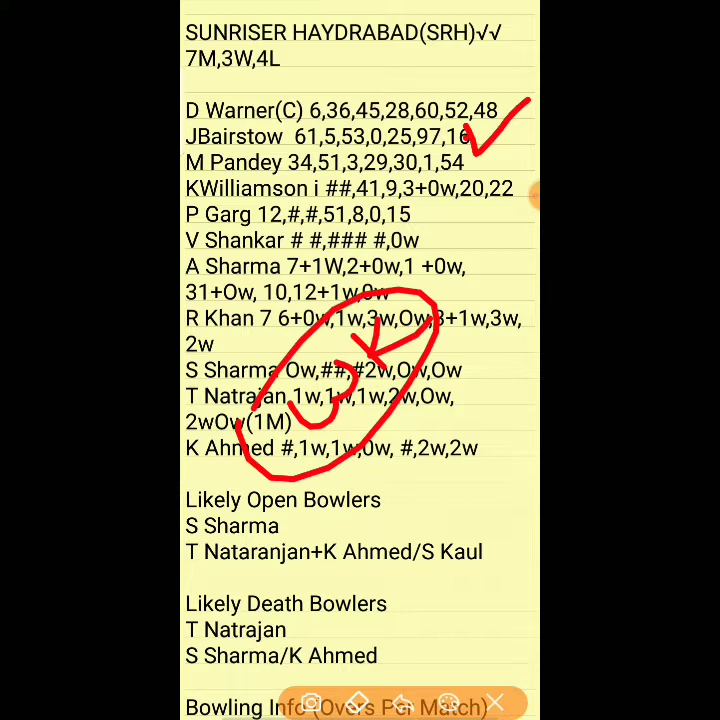 SUNRISER HAYDRABAD(SRH)√√
7M,3W,4L
D Warner(C) 6,36,45,28,60,52,48
JBairstow 61,5,53,0,25,97,16
M Pandey 34,51,3,29,30,1,54
KWilliamson i ##,41,9,3+0w,20,22
P Garg 12,#,#,51,8,0,15
V Shankar # #,### #,0w
A Sharma 7+1W,2+0w,1 +0w,
31+Ow, 10,12+1w,0w
R Khan 7 6+0w,1w,3w,Ow,3+1w,3w,
2w
S Sharma Ow,##,#2w,Ow,Ow
T Natrajan 1w,1w,1w,2w,Ow,
2wOw(1M)
K Ahmed #,1w,1w,0w, #,2w,2w
WK
Likely Open Bowlers
S Sharma
T Nataranjan+K Ahmed/S Kaul
Likely Death Bowlers
T Natrajan
S Sharma/K Ahmed
Bowling Info (Overs Per Match)